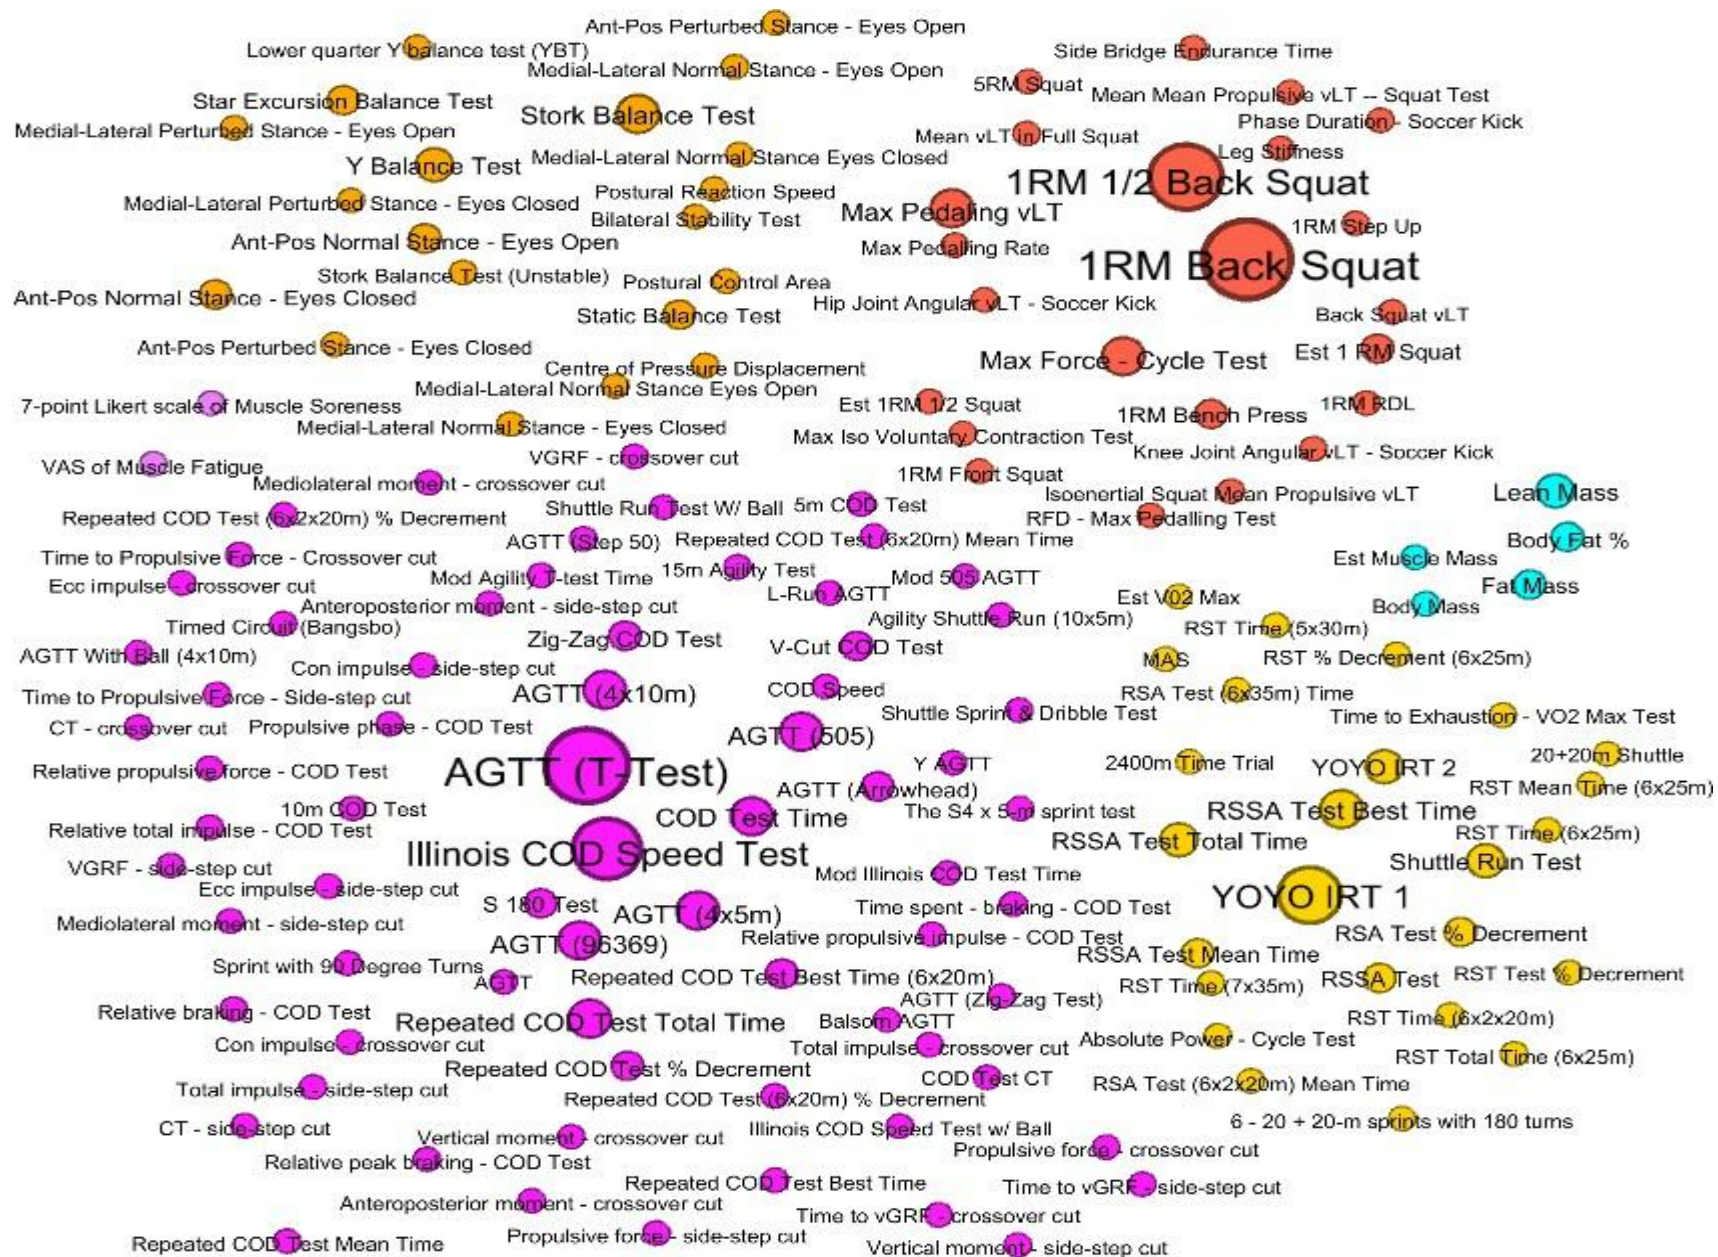 Ant-Pos Perturbed Stance - Eyes Open
Lower quarter Y balance test (YBT)
Side Bridge Endurance Time
Medial-Lateral Normal Stance - Eyes Open
5RM Squat
Mean Mean Propulsive vLT -- Squat Test
Star Excursion Balance Test
Stork Balance Test
Phase Duration - Soccer Kick
Medial-Lateral Perturbed Stance - Eyes Open
Mean vLT in Full Squat
Leg Stiffness
Medial-Lateral Normal Stance Eyes Closed
Y Balance Test
1RM 1/2 Back Squat
Postural Reaction Speed
Medial-Lateral Perturbed Stance - Eyes Closed
Max Pedaling vLT
Bilateral Stability Test
1RM Step Up
Ant-Pos Normal Stance - Eyes Open
Max Pedalling Rate
1RM Back Squat
Stork Balance Test (Unstable)
Postural Control Area
Ant-Pos Normal Stance - Eyes Closed
Hip Joint Angular vLT - Soccer Kick
Static Balance Test
Back Squat vLT
Ant-Pos Perturbed Stance - Eyes Closed
Est 1 RM Squat
Max Force - Cycle Test
Centre of Pressure Displacement
Medial-Lateral Normal Stance Eyes Open
7-point Likert scale of Muscle Soreness
Est 1RM 1/2 Squat
1RM Bench Press
1RM RDL
Medial-Lateral Normal Stance - Eyes Closed
Max Iso Voluntary Contraction Test
Knee Joint Angular vLT - Soccer Kick
VGRF - crossover cut
VAS of Muscle Fatigue
1RM Front Squat
Mediolateral moment - crossover cut
Isoenertial Squat Mean Propulsive vLT
Lean Mass
Shuttle Run Test W/ Ball
5m COD Test
Repeated COD Test (6x2x20m) % Decrement
RFD - Max Pedalling Test
AGTT (Step 50)
Repeated COD Test (6x20m) Mean Time
Body Fat %
Time to Propulsive Force - Crossover cut
Est Muscle Mass
15m Agility Test
Mod Agility T-test Time
Mod 505 AGTT
Ecc impulse - crossover cut
Fat Mass
L-Run AGTT
Est V02 Max
Body Mass
Anteroposterior moment - side-step cut
Agility Shuttle Run (10x5m)
Timed Circuit (Bangsbo)
RST Time (5x30m)
Zig-Zag COD Test
V-Cut COD Test
AGTT With Ball (4x10m)
MAS
RST % Decrement (6x25m)
Con impulse - side-step cut
COD Speed
AGTT (4x10m)
Time to Propulsive Force - Side-step cut
RSA Test (6x35m) Time
Shuttle Sprint & Dribble Test
Time to Exhaustion - VO2 Max Test
CT - crossover cut
Propulsive phase - COD Test
AGTT (505)
20+20m Shuttle
Y AGTT
2400m Time Trial
YOYO IRT 2
AGTT (T-Test)
Relative propulsive force - COD Test
RST Mean Time (6x25m)
AGTT (Arrowhead)
10m COD Test
The S4 x 5-m sprint test
RSSA Test Best Time
COD Test Time
Relative total impulse - COD Test
RST Time (6x25m)
RSSA Test Total Time
Illinois COD Speed Test
Shuttle Run Test
VGRF - side-step cut
Mod Illinois COD Test Time
Ecc impulse - side-step cut
YOYO IRT 1
S 180 Test
AGTT (4x5m)
Time spent - braking - COD Test
Mediolateral moment - side-step cut
RSA Test % Decrement
Relative propulsive impulse - COD Test
AGTT (96369)
RSSA Test Mean Time
Sprint with 90 Degree Turns
AGTT
Repeated COD Test Best Time (6x20m)
RST Time (7x35m)
RSSA Test
RST Test % Decrement
AGTT (Zig-Zag Test)
Relative braking - COD Test
Repeated COD Test Total Time
Balsom AGTT
RST Time (6x2x20m)
Con impulse - crossover cut
Total impulse - crossover cut
Absolute Power - Cycle Test
RST Total Time (6x25m)
Repeated COD Test % Decrement
COD Test CT
RSA Test (6x2x20m) Mean Time
Total impulse - side-step cut
Repeated COD Test (6x20m) % Decrement
6 - 20 + 20-m sprints with 180 turns
CT - side-step cut
Vertical moment - crossover cut
Illinois COD Speed Test w/ Ball
Propulsive force - crossover cut
Relative peak braking - COD Test
Repeated COD Test Best Time
Time to vGRF - side-step cut
Anteroposterior moment - crossover cut
Time to vGRF - crossover cut
Propulsive force - side-step cut
Repeated COD Test Mean Time
Vertical moment - side-step cut